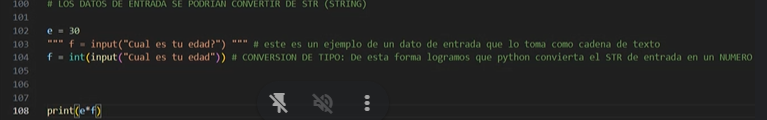 100 # LOS DATOS DE ENTRADA SE PODRIAN CONVERTIR DE STR (STRING)
101
102 e = 30
103 """ f = input("Cual es tu edad?") """ # este es un ejemplo de un dato de entrada que lo toma como cadena de texto
104 f = int(input("Cual es tu edad")) # CONVERSION DE TIPO: De esta forma logramos que python convierta el STR de entrada en un NUMERO
105
106
107
108 print(e*f)